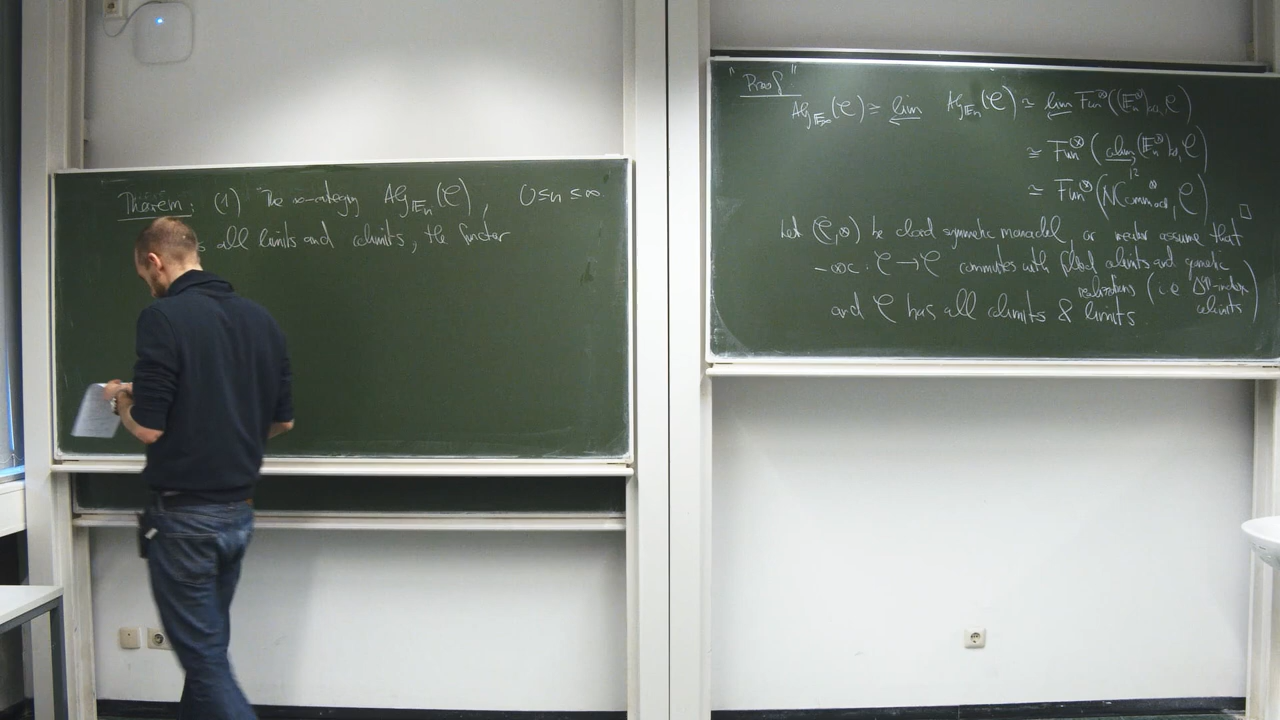 Theorem: (1) "The ∞-category Alg_{𝔼_n}(𝒞), 0≤n≤∞
s all limits and colimits, the functor
"Proof"
Alg_{𝔼_∞}(𝒞) ≃ lim← Alg_{𝔼_n}(𝒞) ≃ lim← Fun^⊗((𝔼_n^⊗)_{act}, 𝒞)
≃ Fun^⊗(colim→ (𝔼_n^⊗)_{act}, 𝒞)
≃ Fun^⊗(NComm^⊗_{act}, 𝒞) □
Let (𝒞,⊗) be closed symmetric monoidal or weaker assume that
-⊗c : 𝒞→𝒞 commutes with filtered colimits and geometric
realizations (i.e. Δ^{op}-index
colimits)
and 𝒞 has all colimits & limits